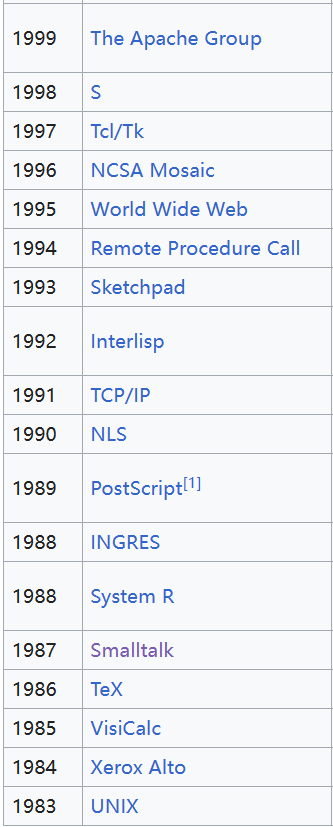 1999 The Apache Group
1998 S
1997 Tcl/Tk
1996 NCSA Mosaic
1995 World Wide Web
1994 Remote Procedure Call
1993 Sketchpad
1992 Interlisp
1991 TCP/IP
1990 NLS
1989 PostScript[1]
1988 INGRES
1988 System R
1987 Smalltalk
1986 TeX
1985 VisiCalc
1984 Xerox Alto
1983 UNIX